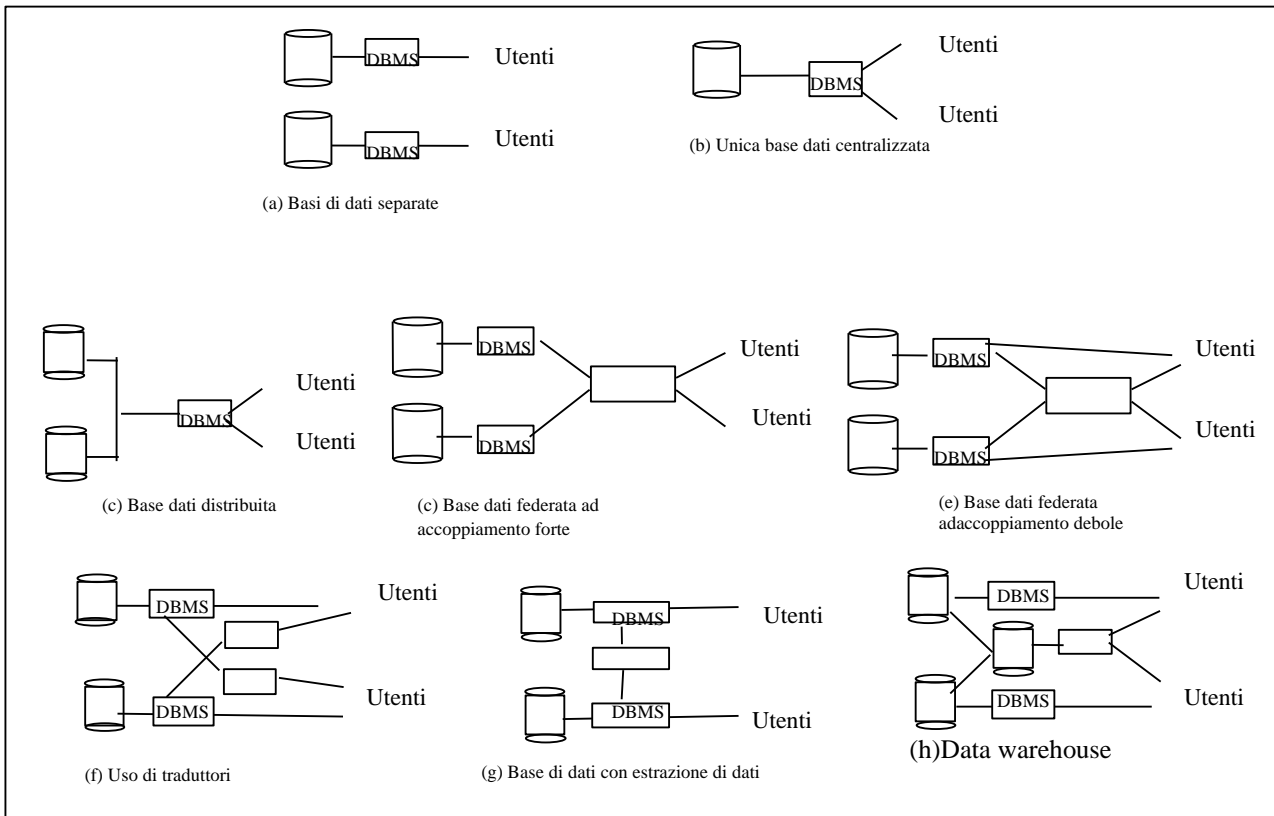 DBMS
Utenti
DBMS
Utenti
(a) Basi di dati separate
DBMS
Utenti
Utenti
(b) Unica base dati centralizzata
DBMS
Utenti
Utenti
(c) Base dati distribuita
DBMS
DBMS
Utenti
Utenti
(c) Base dati federata ad
accoppiamento forte
DBMS
DBMS
Utenti
Utenti
(e) Base dati federata
adaccoppiamento debole
DBMS
DBMS
Utenti
Utenti
(f) Uso di traduttori
DBMS
Utenti
DBMS
Utenti
(g) Base di dati con estrazione di dati
DBMS
Utenti
DBMS
Utenti
(h)Data warehouse